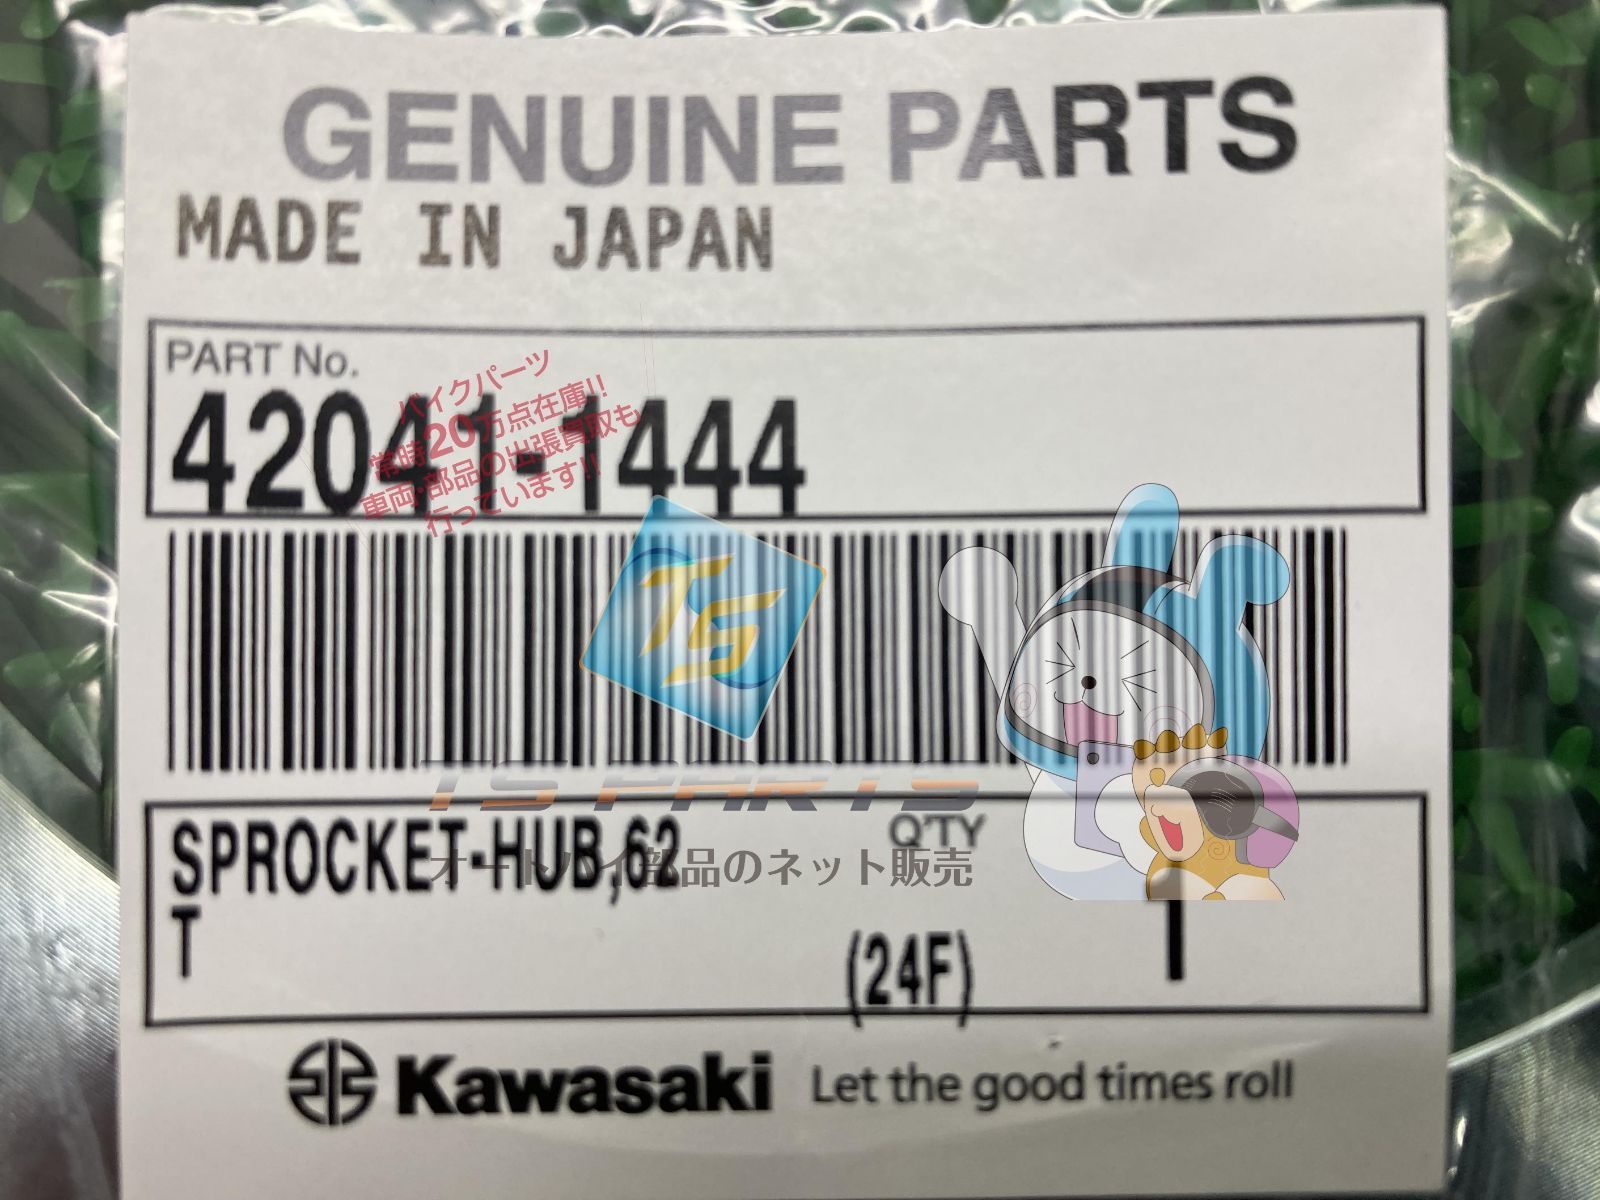 GENUINE PARTS
MADE IN JAPAN
PART No.
42041-1444
バイクパーツ
常時20万点在庫!!
車両・部品の出張買取も
行っています!!
TS
TS PARTS
オートバイ部品のネット販売
SPROCKET-HUB,62
T
Q'TY
(24F)
1
Kawasaki Let the good times roll